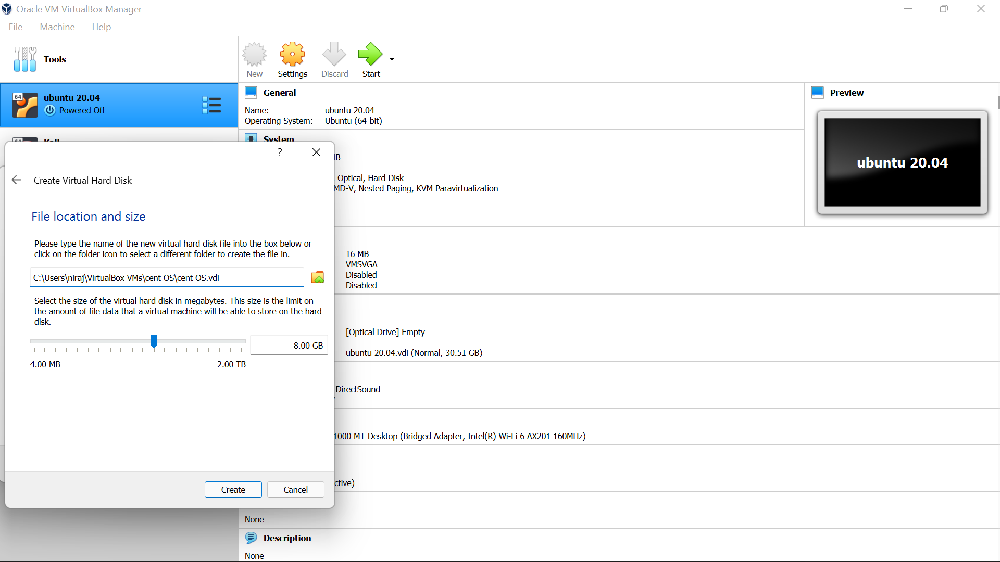 Oracle VM VirtualBox Manager
File Machine Help
Tools
New Settings Discard Start
64 ubuntu 20.04
Powered Off
General
Name: ubuntu 20.04
Operating System: Ubuntu (64-bit)
Preview
ubuntu 20.04
System
?
Create Virtual Hard Disk
File location and size
Please type the name of the new virtual hard disk file into the box below or
click on the folder icon to select a different folder to create the file in.
C:\Users\niraj\VirtualBox VMs\cent OS\cent OS.vdi
Select the size of the virtual hard disk in megabytes. This size is the limit on
the amount of file data that a virtual machine will be able to store on the hard
disk.
8.00 GB
4.00 MB 2.00 TB
Create Cancel
Optical, Hard Disk
MD-V, Nested Paging, KVM Paravirtualization
16 MB
VMSVGA
Disabled
Disabled
[Optical Drive] Empty
ubuntu 20.04.vdi (Normal, 30.51 GB)
DirectSound
1000 MT Desktop (Bridged Adapter, Intel(R) Wi-Fi 6 AX201 160MHz)
ctive)
None
Description
None